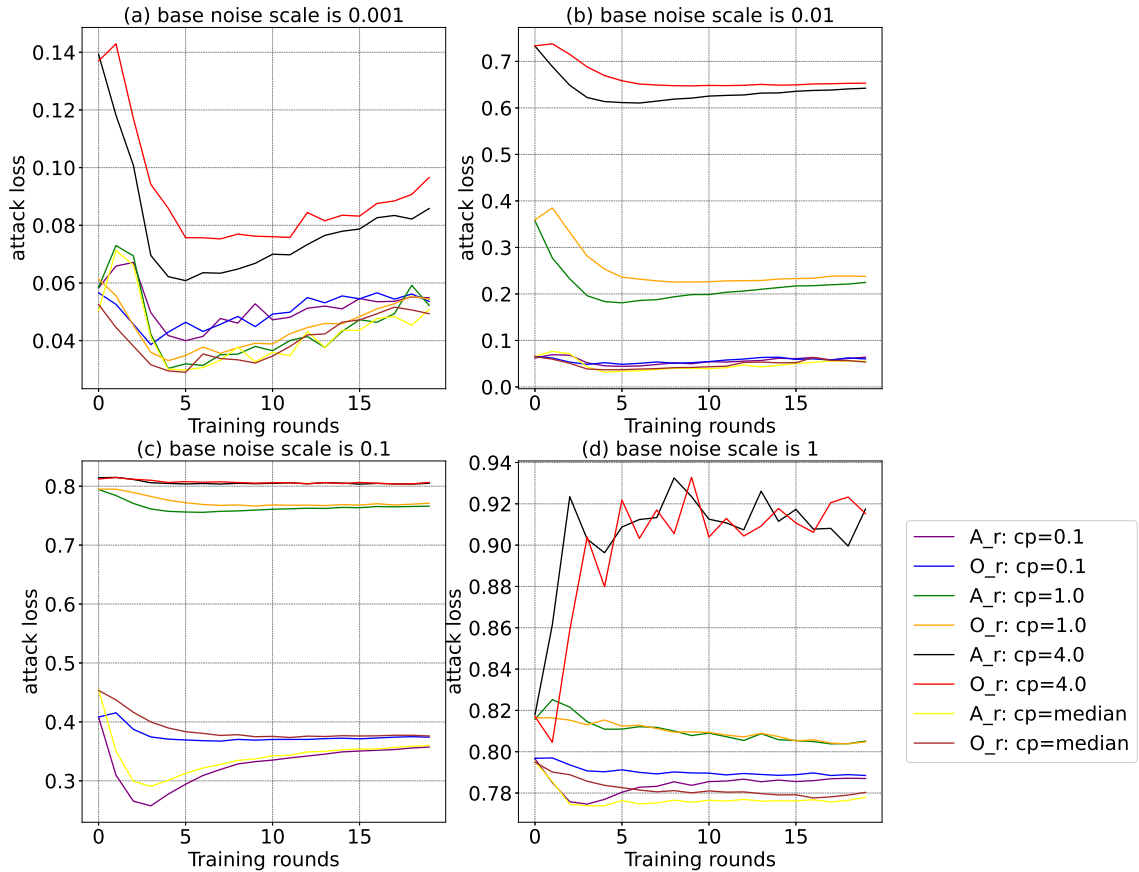 (a) base noise scale is 0.001
attack loss
0.14
0.12
0.10
0.08
0.06
0.04
0
5
10
15
Training rounds
(b) base noise scale is 0.01
attack loss
0.7
0.6
0.5
0.4
0.3
0.2
0.1
0.0
0
5
10
15
Training rounds
(c) base noise scale is 0.1
attack loss
0.8
0.7
0.6
0.5
0.4
0.3
0
5
10
15
Training rounds
(d) base noise scale is 1
attack loss
0.94
0.92
0.90
0.88
0.86
0.84
0.82
0.80
0.78
0
5
10
15
Training rounds
A_r: cp=0.1
O_r: cp=0.1
A_r: cp=1.0
O_r: cp=1.0
A_r: cp=4.0
O_r: cp=4.0
A_r: cp=median
O_r: cp=median